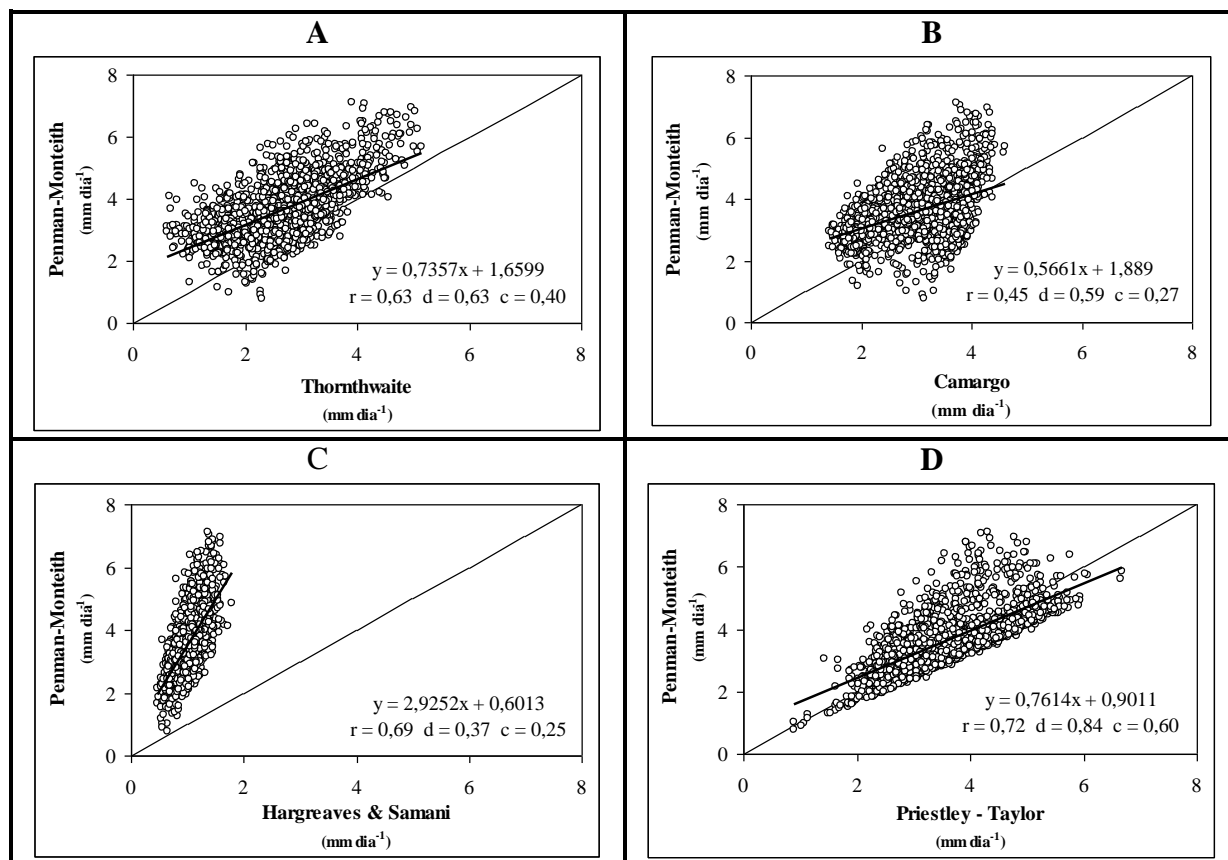 A
Penman-Monteith
(mm dia-1)
8
6
4
2
0
0 2 4 6 8
y = 0,7357x + 1,6599
r = 0,63 d = 0,63 c = 0,40
Thornthwaite
(mm dia-1)
B
Penman-Monteith
(mm dia-1)
8
6
4
2
0
0 2 4 6 8
y = 0,5661x + 1,889
r = 0,45 d = 0,59 c = 0,27
Camargo
(mm dia-1)
C
Penman-Monteith
(mm dia-1)
8
6
4
2
0
0 2 4 6 8
y = 2,9252x + 0,6013
r = 0,69 d = 0,37 c = 0,25
Hargreaves & Samani
(mm dia-1)
D
Penman-Monteith
(mm dia-1)
8
6
4
2
0
0 2 4 6 8
y = 0,7614x + 0,9011
r = 0,72 d = 0,84 c = 0,60
Priestley - Taylor
(mm dia-1)